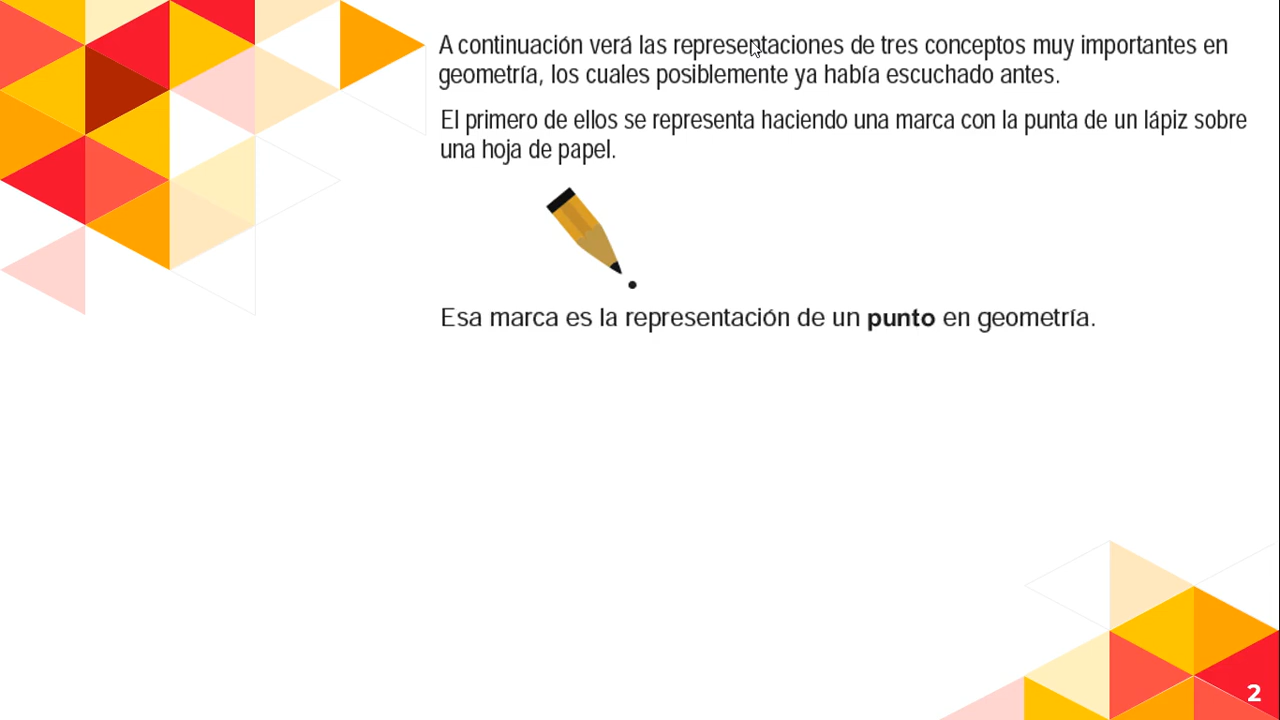 A continuación verá las representaciones de tres conceptos muy importantes en
geometría, los cuales posiblemente ya había escuchado antes.
El primero de ellos se representa haciendo una marca con la punta de un lápiz sobre
una hoja de papel.
Esa marca es la representación de un punto en geometría.
2